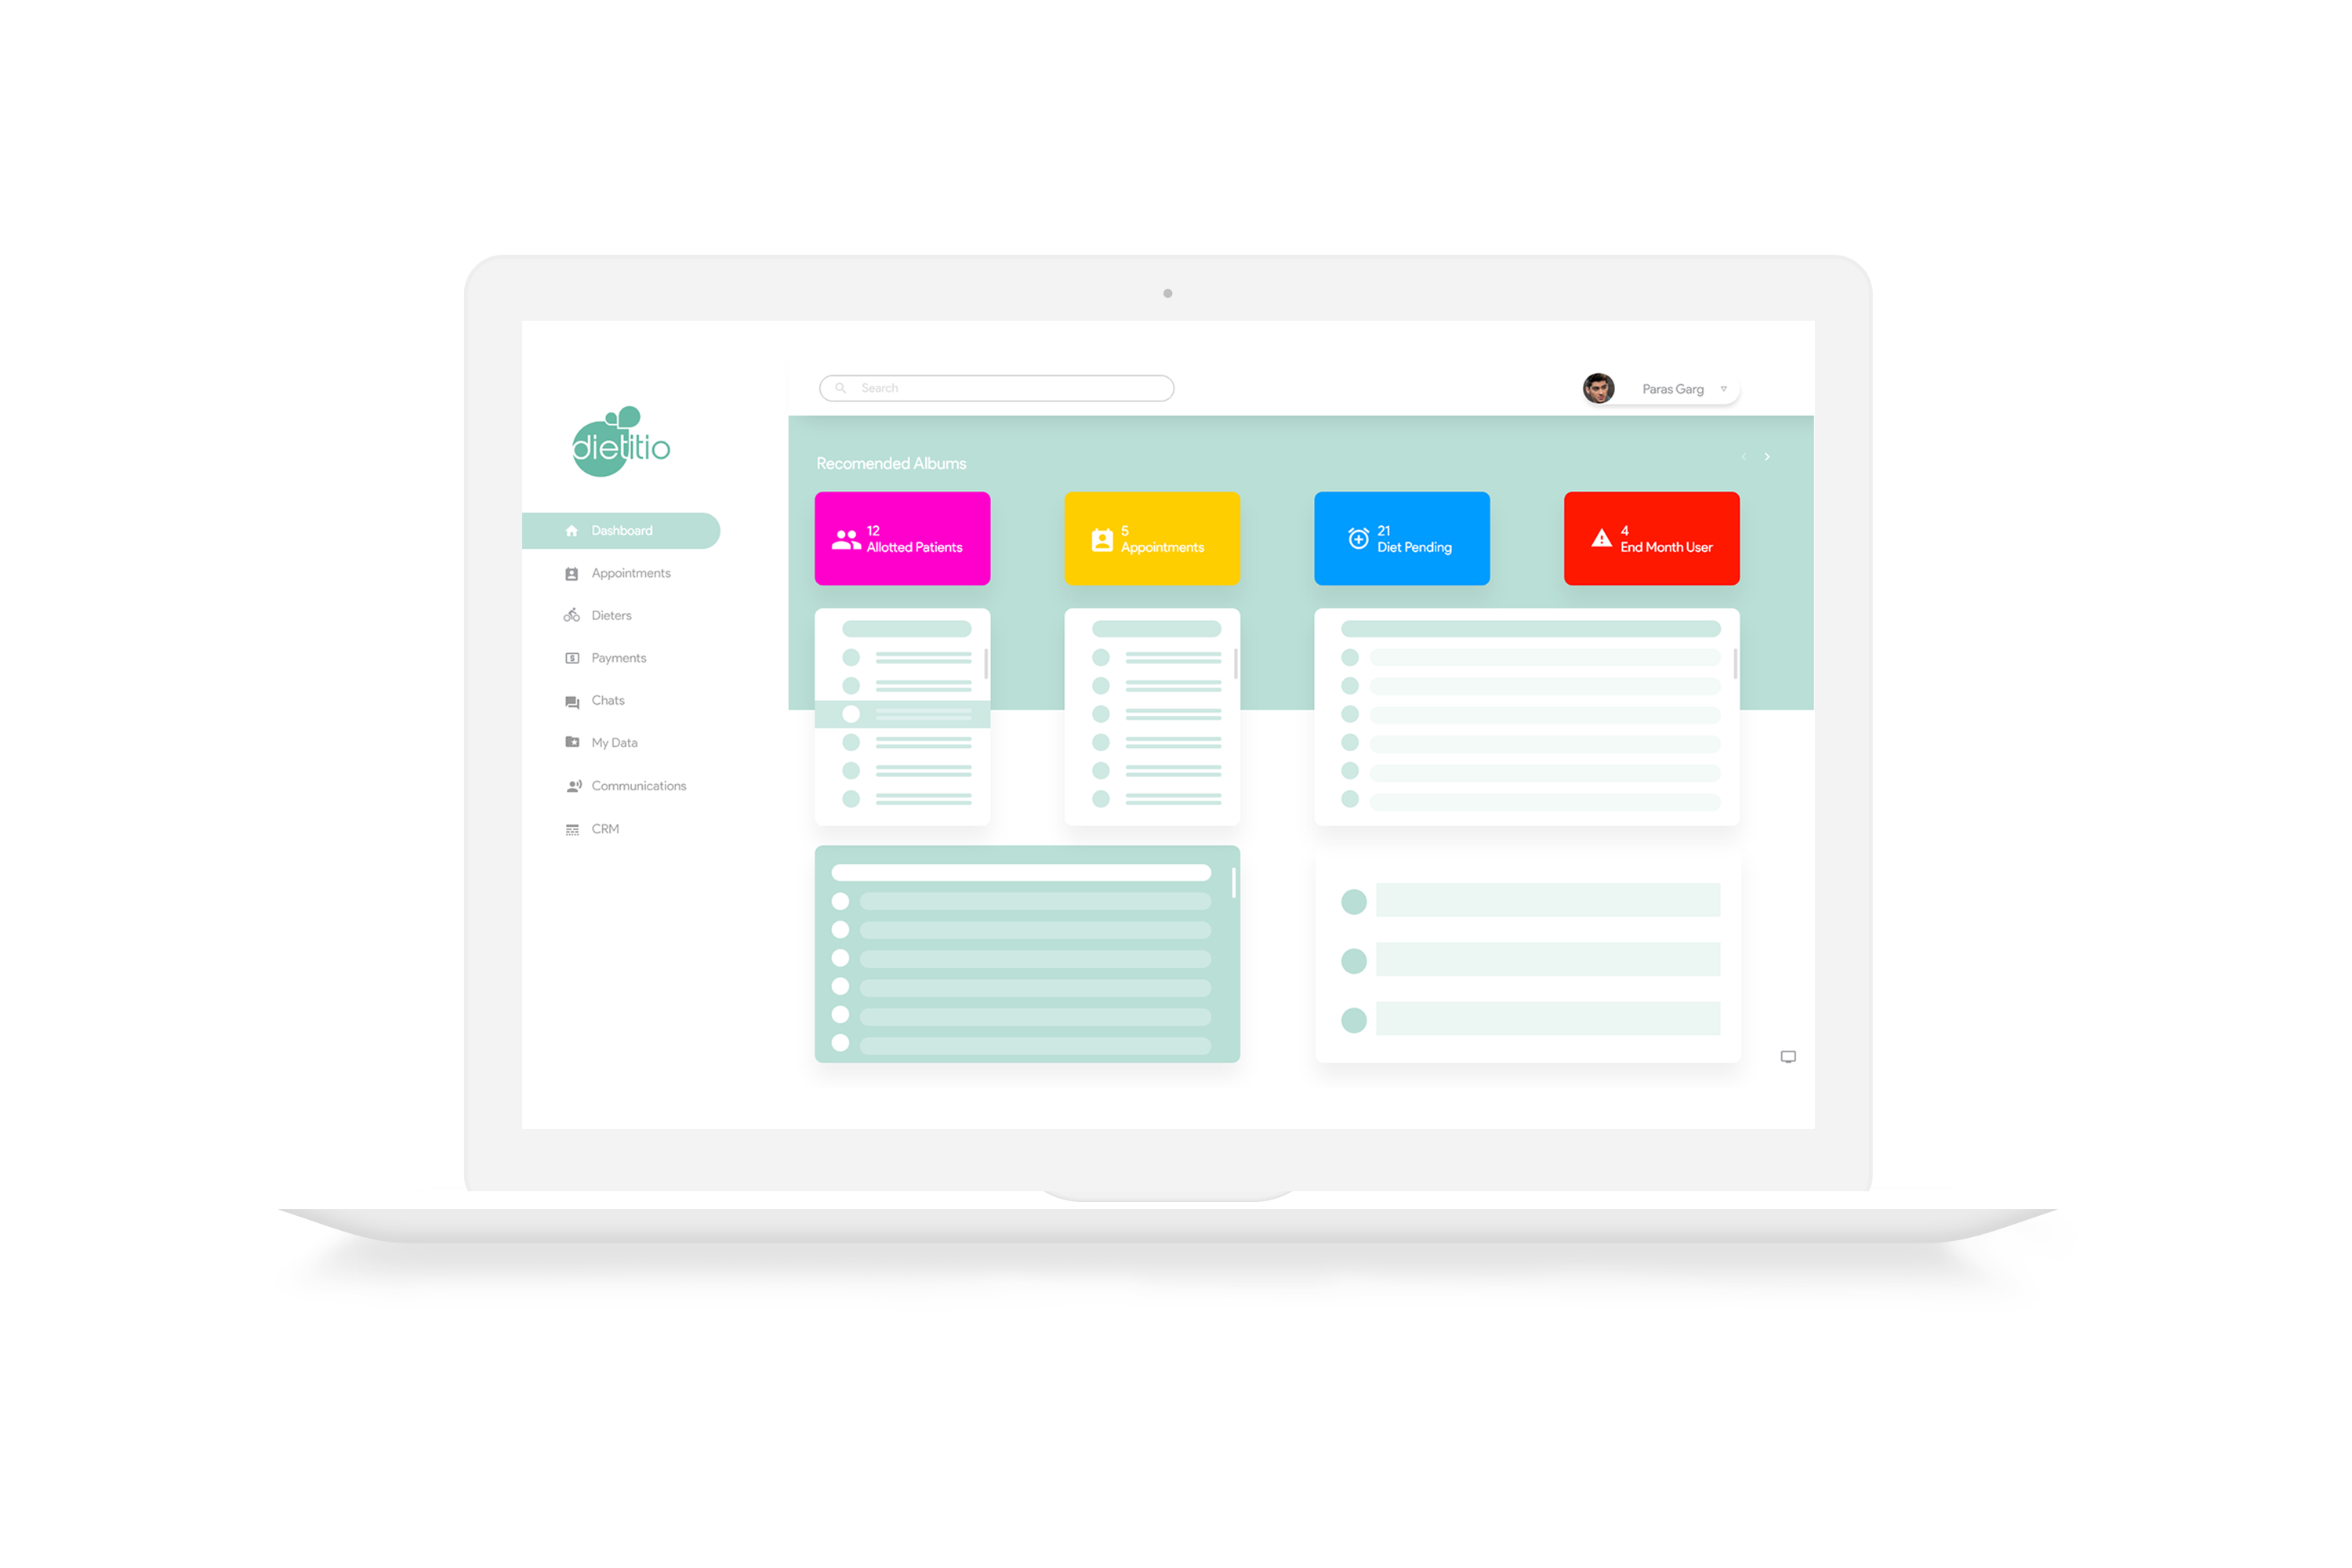 Search
Paras Garg
dietitio
Recomended Albums
Dashboard
Appointments
Dieters
Payments
Chats
My Data
Communications
CRM
12
Allotted Patients
5
Appointments
21
Diet Pending
4
End Month User